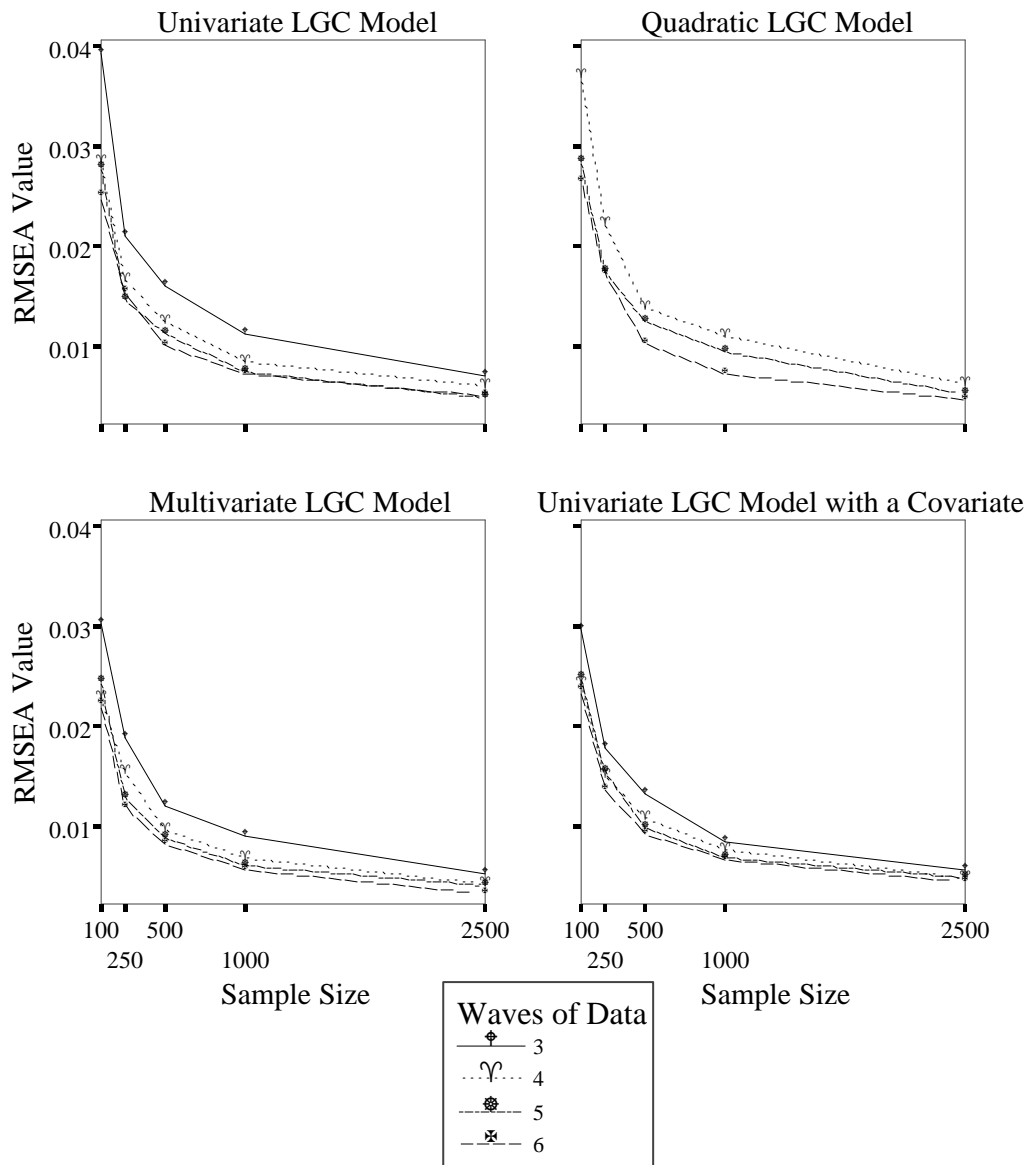 Univariate LGC Model
Quadratic LGC Model
0.04
0.03
0.02
0.01
RMSEA Value
Multivariate LGC Model
Univariate LGC Model with a Covariate
0.04
0.03
0.02
0.01
RMSEA Value
100 500 2500 100 500 2500
250 1000 250 1000
Sample Size
Sample Size
Waves of Data
3
4
5
6